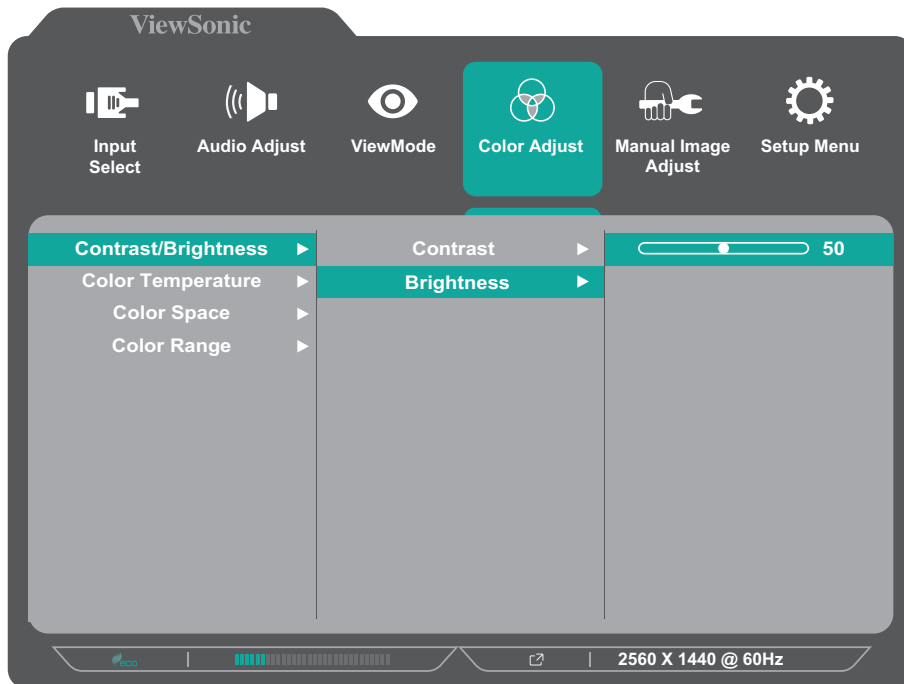 ViewSonic
Input
Select
Audio Adjust
ViewMode
Color Adjust
Manual Image
Adjust
Setup Menu
Contrast/Brightness
Color Temperature
Color Space
Color Range
Contrast
Brightness
50
eco
2560 X 1440 @ 60Hz